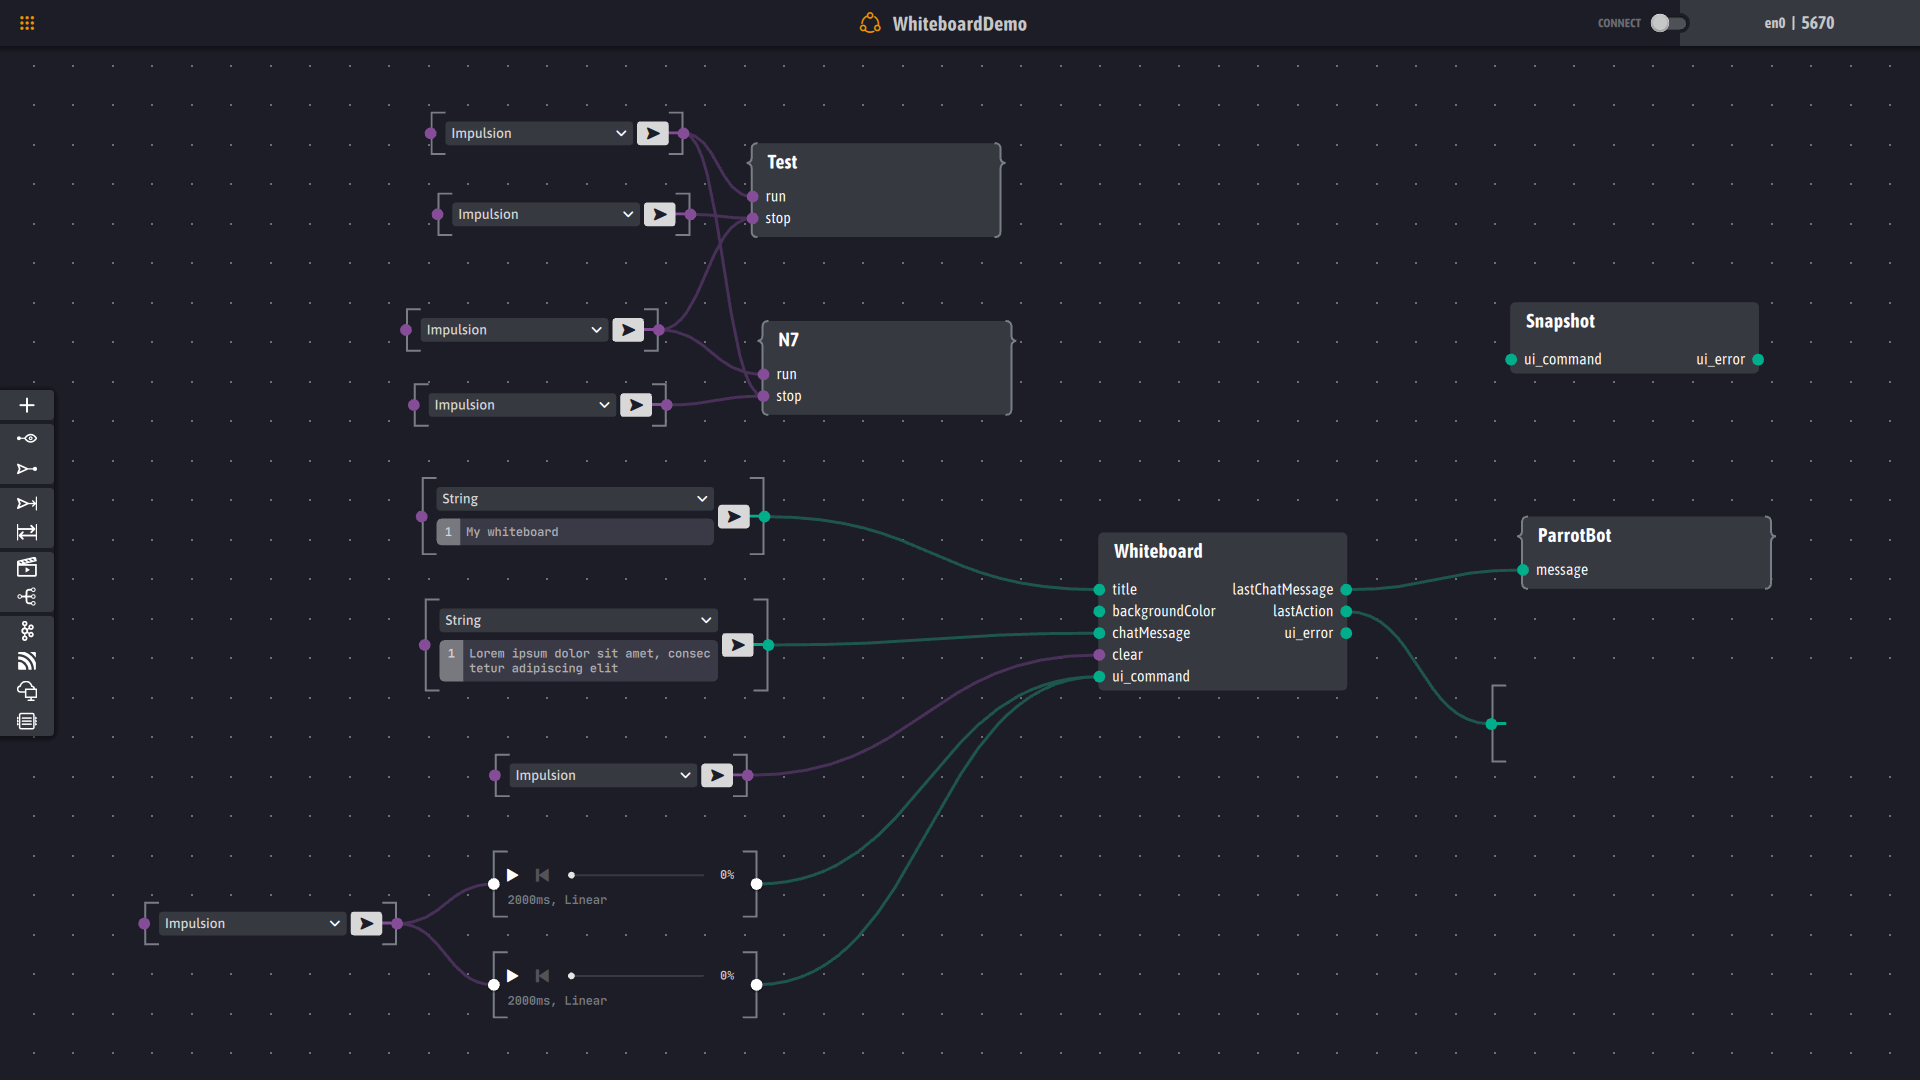 WhiteboardDemo
CONNECT
en0 | 5670
Impulsion
Test
run
stop
Impulsion
Snapshot
ui_command
ui_error
Impulsion
N7
run
stop
Impulsion
String
1 My whiteboard
ParrotBot
message
Whiteboard
title
lastChatMessage
backgroundColor
lastAction
chatMessage
ui_error
clear
ui_command
String
1 Lorem ipsum dolor sit amet, consec
tetur adipiscing elit
Impulsion
0%
2000ms, Linear
Impulsion
0%
2000ms, Linear